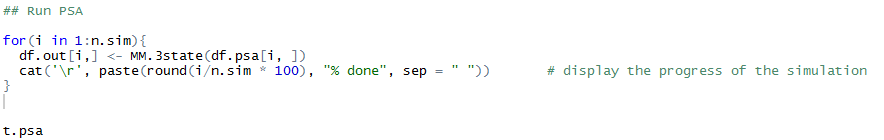 ## Run PSA
for(i in 1:n.sim){
df.out[i,] <- MM.3state(df.psa[i, ])
cat('\r', paste(round(i/n.sim * 100), "% done", sep = " "))       # display the progress of the simulation
}
t.psa